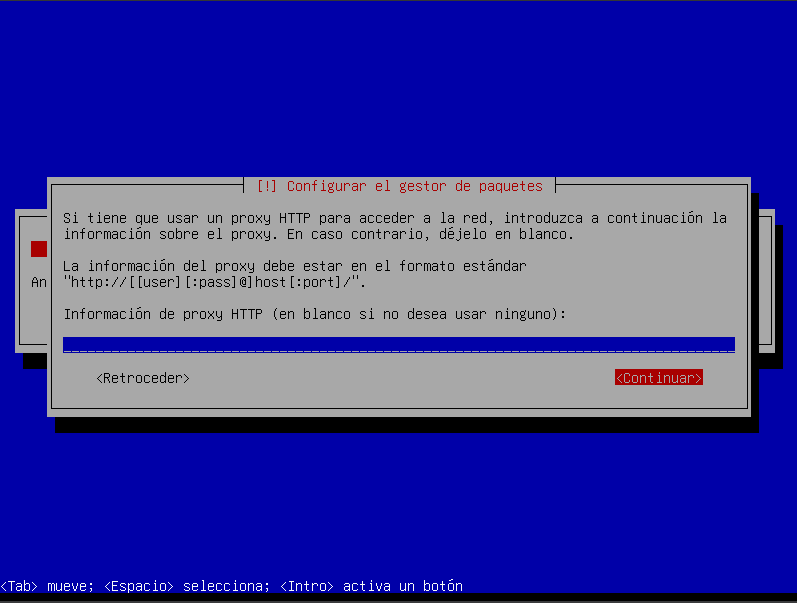 [!] Configurar el gestor de paquetes
Si tiene que usar un proxy HTTP para acceder a la red, introduzca a continuación la
información sobre el proxy. En caso contrario, déjelo en blanco.
La información del proxy debe estar en el formato estándar
"http://[[user][:pass]@]host[:port]/".
An
Información de proxy HTTP (en blanco si no desea usar ninguno):
<Retroceder>
<Continuar>
<Tab> mueve; <Espacio> selecciona; <Intro> activa un botón